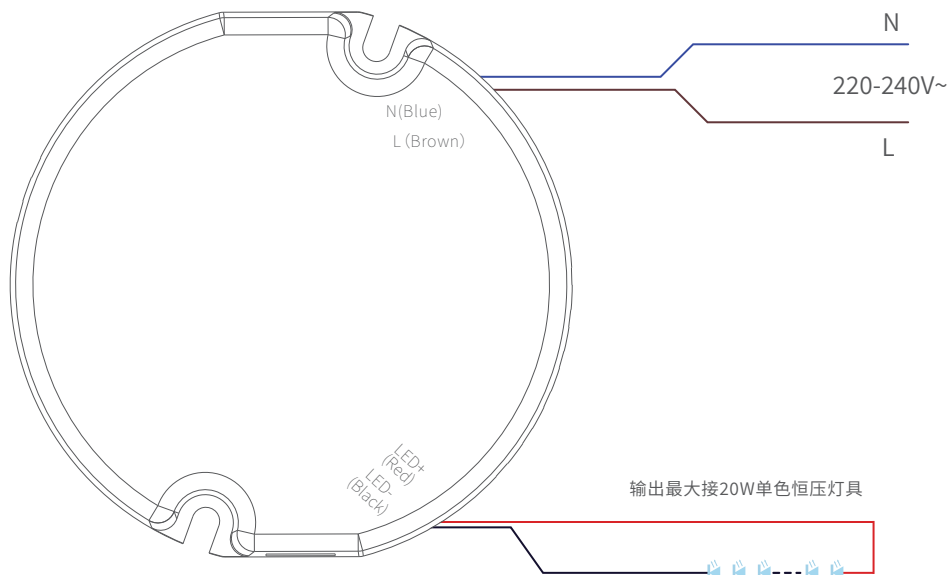 N
220-240V~
L
N(Blue)
L（Brown）
LED+
(Red)
LED-
(Black)
输出最大接20W单色恒压灯具